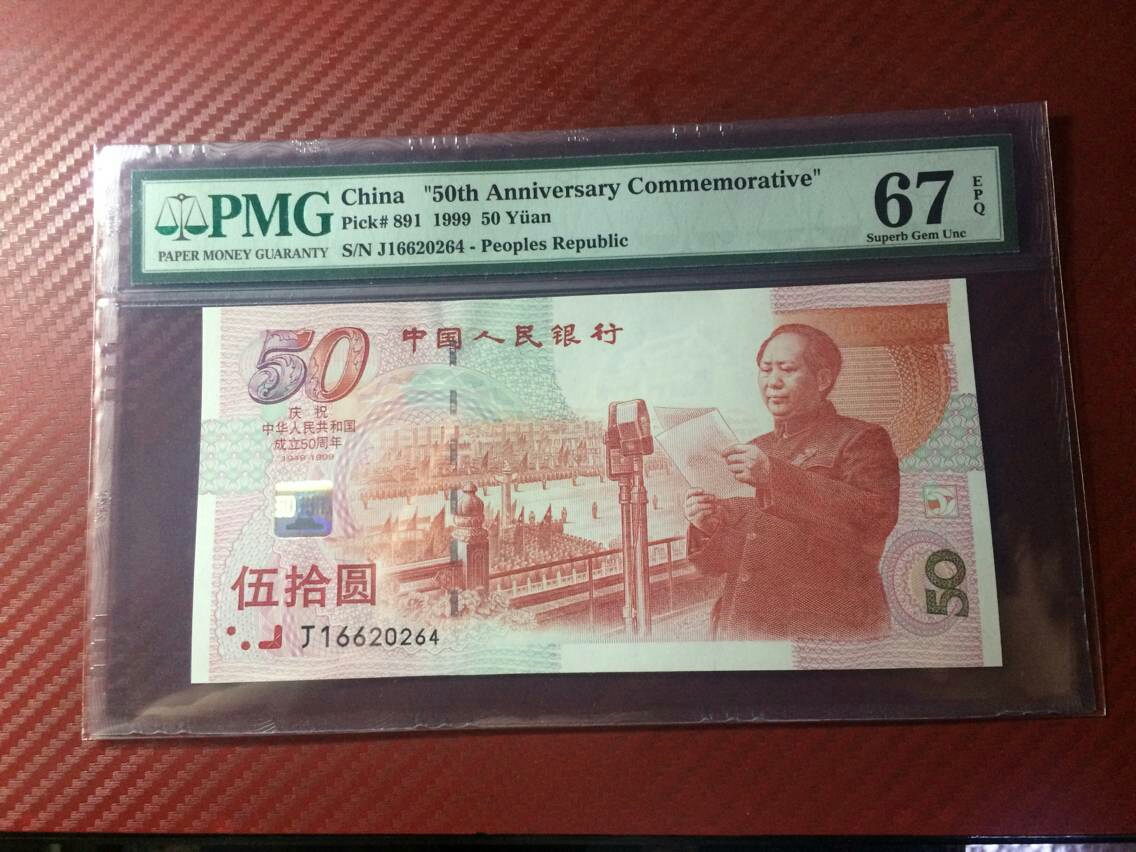 PMG
PAPER MONEY GUARANTY
China "50th Anniversary Commemorative"
Pick# 891 1999 50 Yüan
S/N J16620264 - Peoples Republic
67
EPQ
Superb Gem Unc
50
中国人民银行
庆祝
中华人民共和国
成立50周年
1949-1999
伍拾圆
J16620264
50